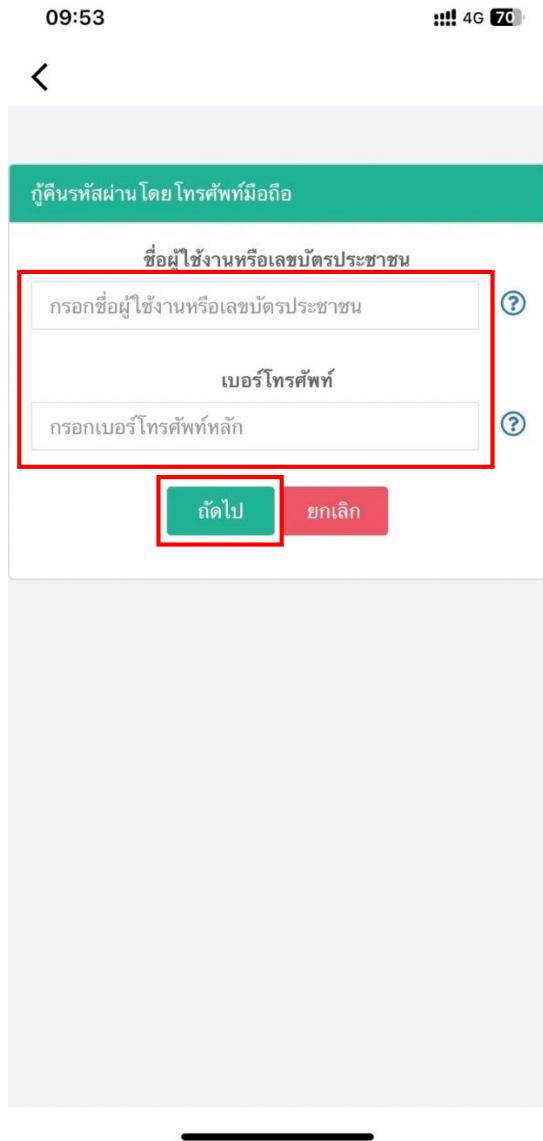 09:53 4G 70
กู้คืนรหัสผ่านโดยโทรศัพท์มือถือ
ชื่อผู้ใช้งานหรือเลขบัตรประชาชน
กรอกชื่อผู้ใช้งานหรือเลขบัตรประชาชน ?
เบอร์โทรศัพท์
กรอกเบอร์โทรศัพท์หลัก ?
ถัดไป ยกเลิก